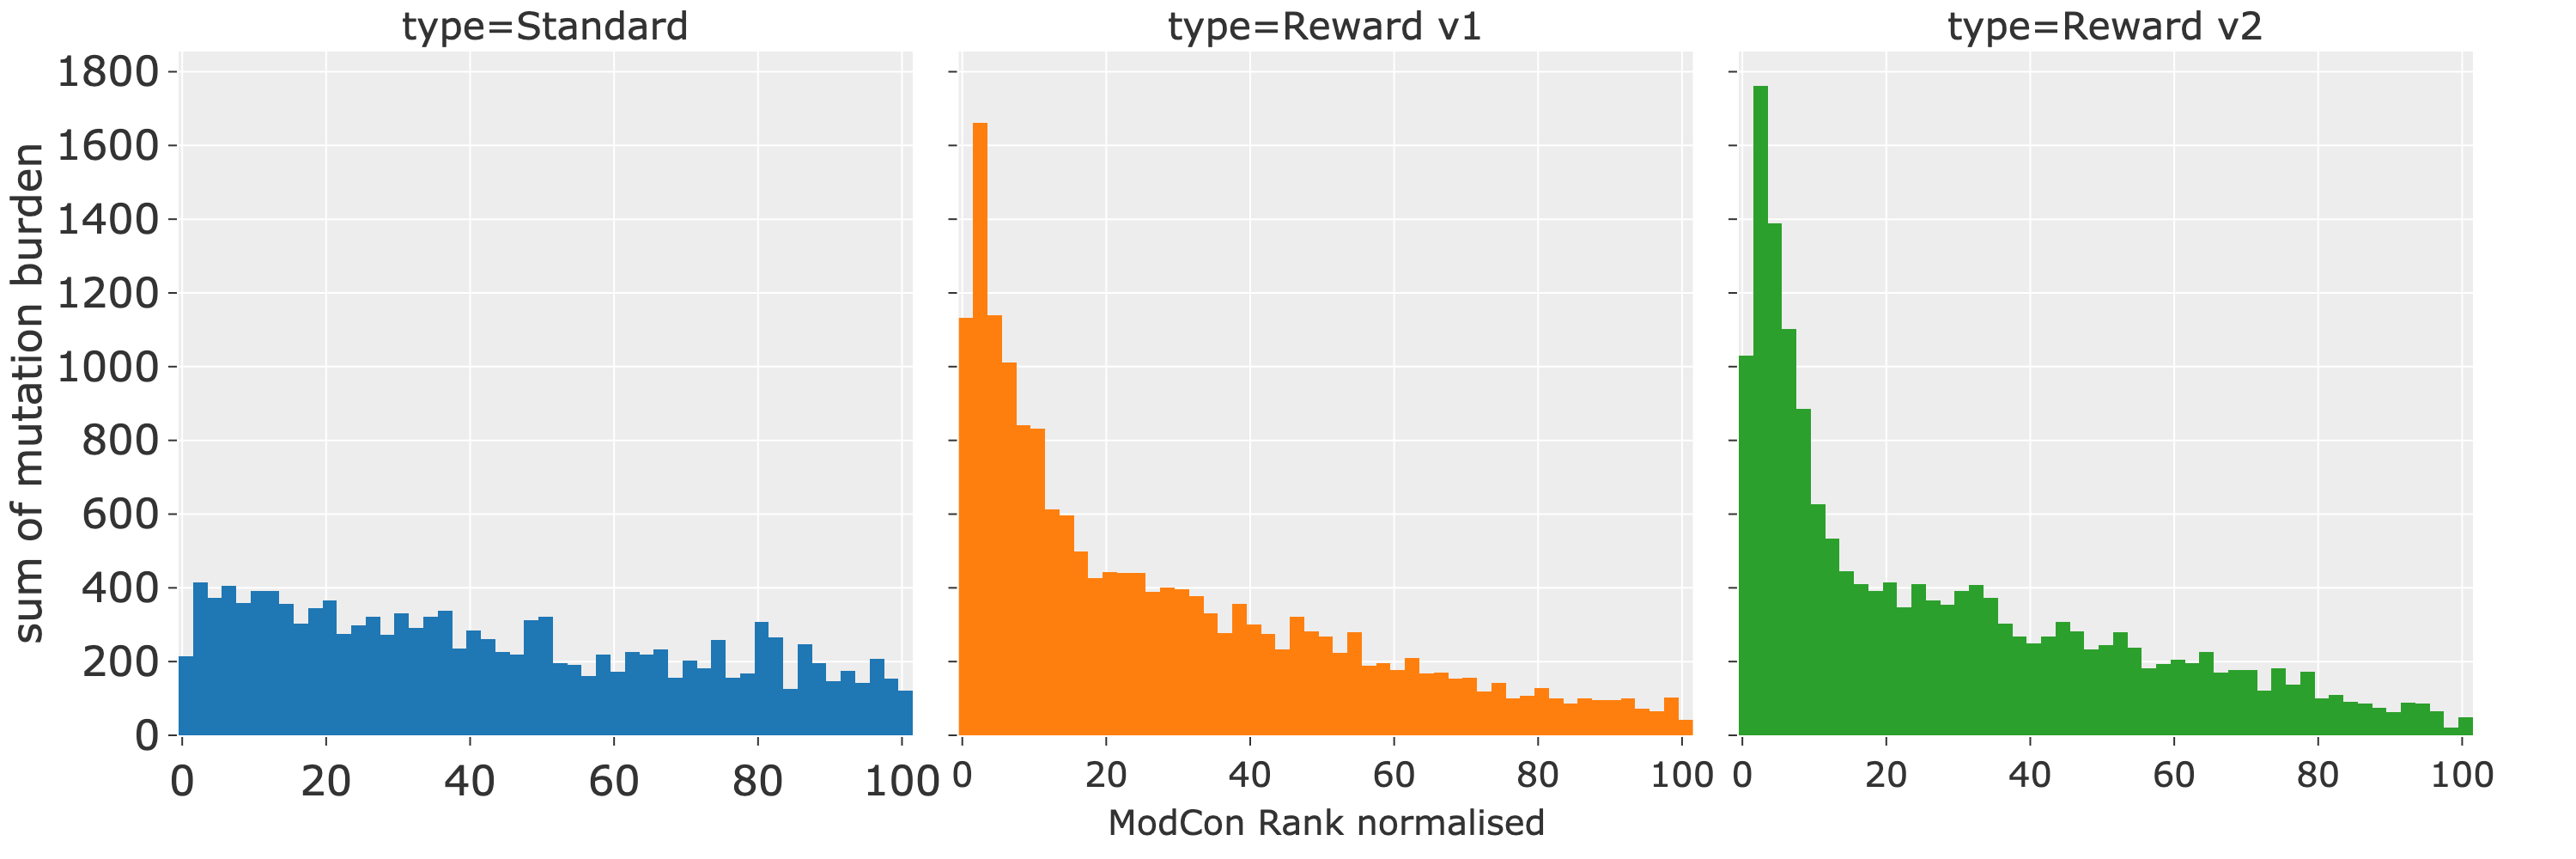 type=Standard
type=Reward v1
type=Reward v2
sum of mutation burden
1800
1600
1400
1200
1000
800
600
400
200
0
0 20 40 60 80 100
0 20 40 60 80 100
0 20 40 60 80 100
ModCon Rank normalised